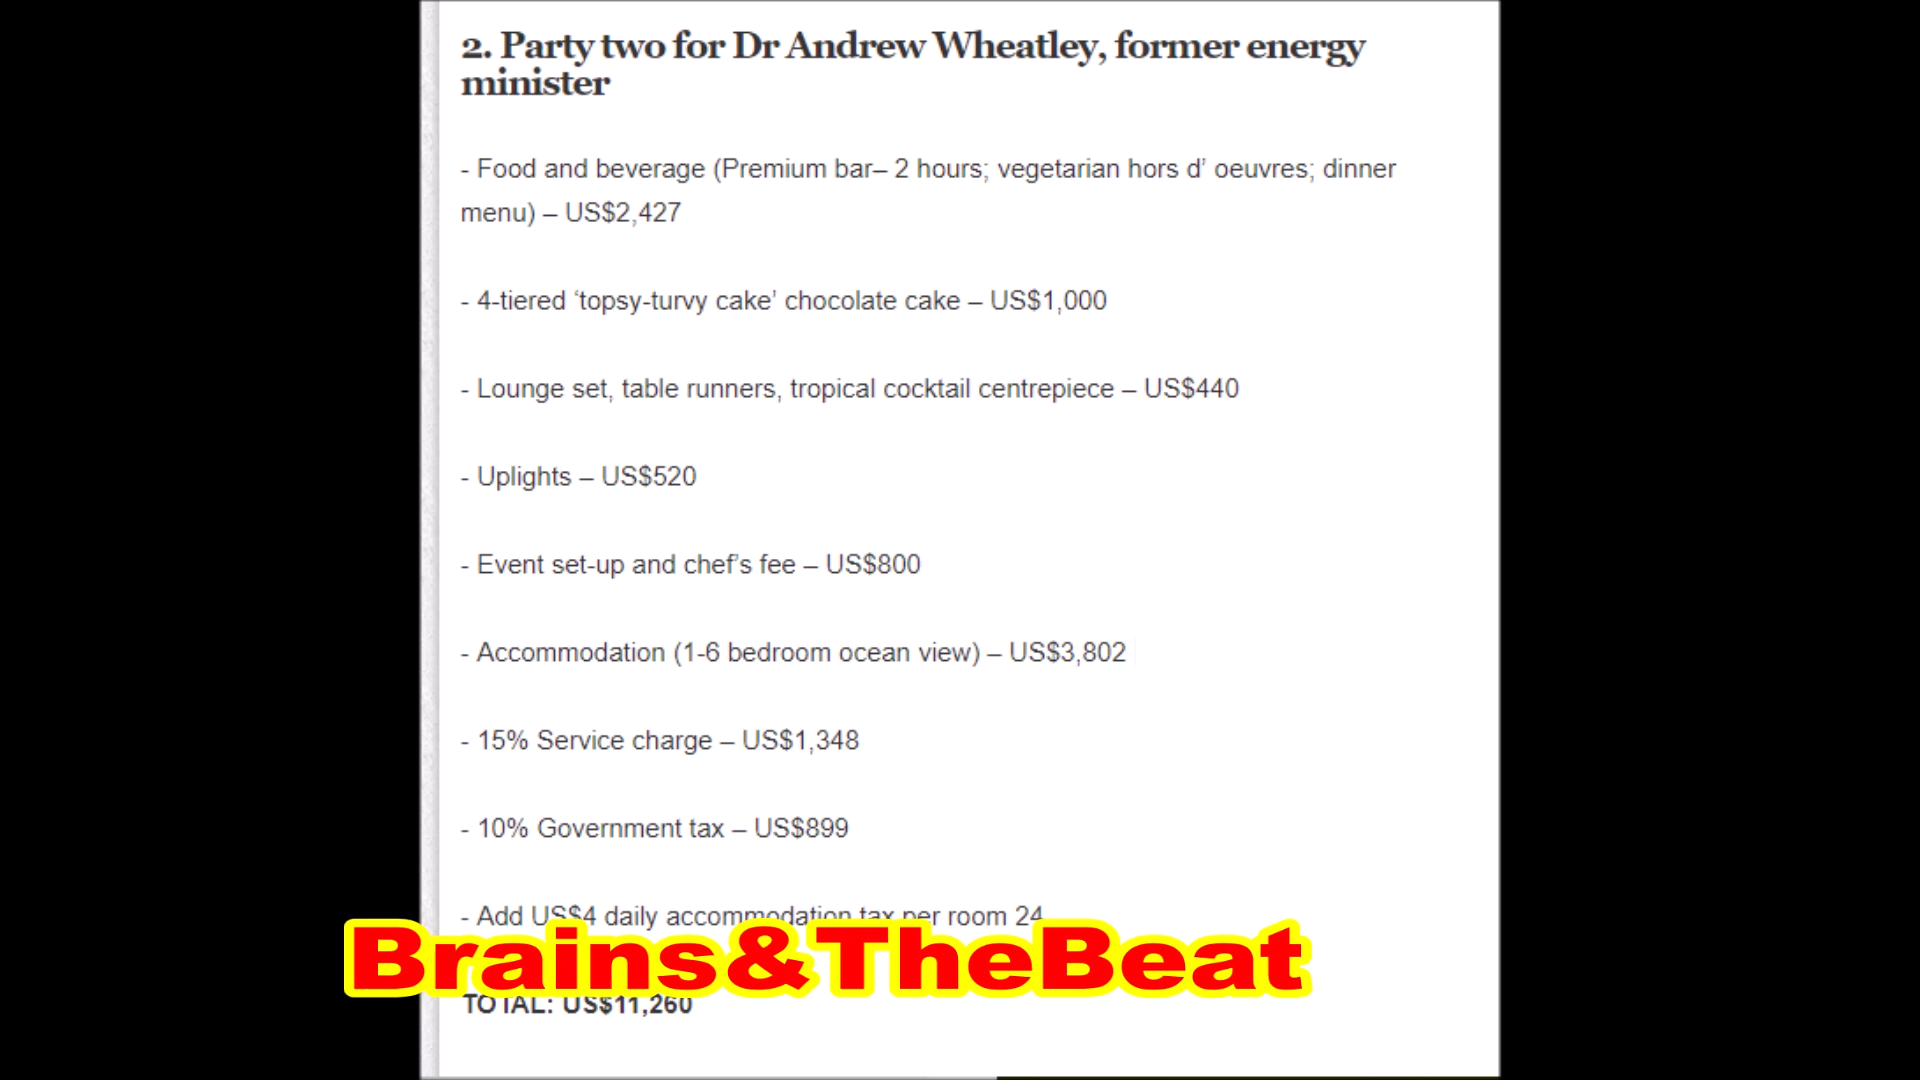 2. Party two for Dr Andrew Wheatley, former energy
minister
- Food and beverage (Premium bar– 2 hours; vegetarian hors d’ oeuvres; dinner
menu) – US$2,427
- 4-tiered ‘topsy-turvy cake’ chocolate cake – US$1,000
- Lounge set, table runners, tropical cocktail centrepiece – US$440
- Uplights – US$520
- Event set-up and chef’s fee – US$800
- Accommodation (1-6 bedroom ocean view) – US$3,802
- 15% Service charge – US$1,348
- 10% Government tax – US$899
- Add US$4 daily accommodation tax per room 24
Brains&TheBeat
TOTAL: US$11,260